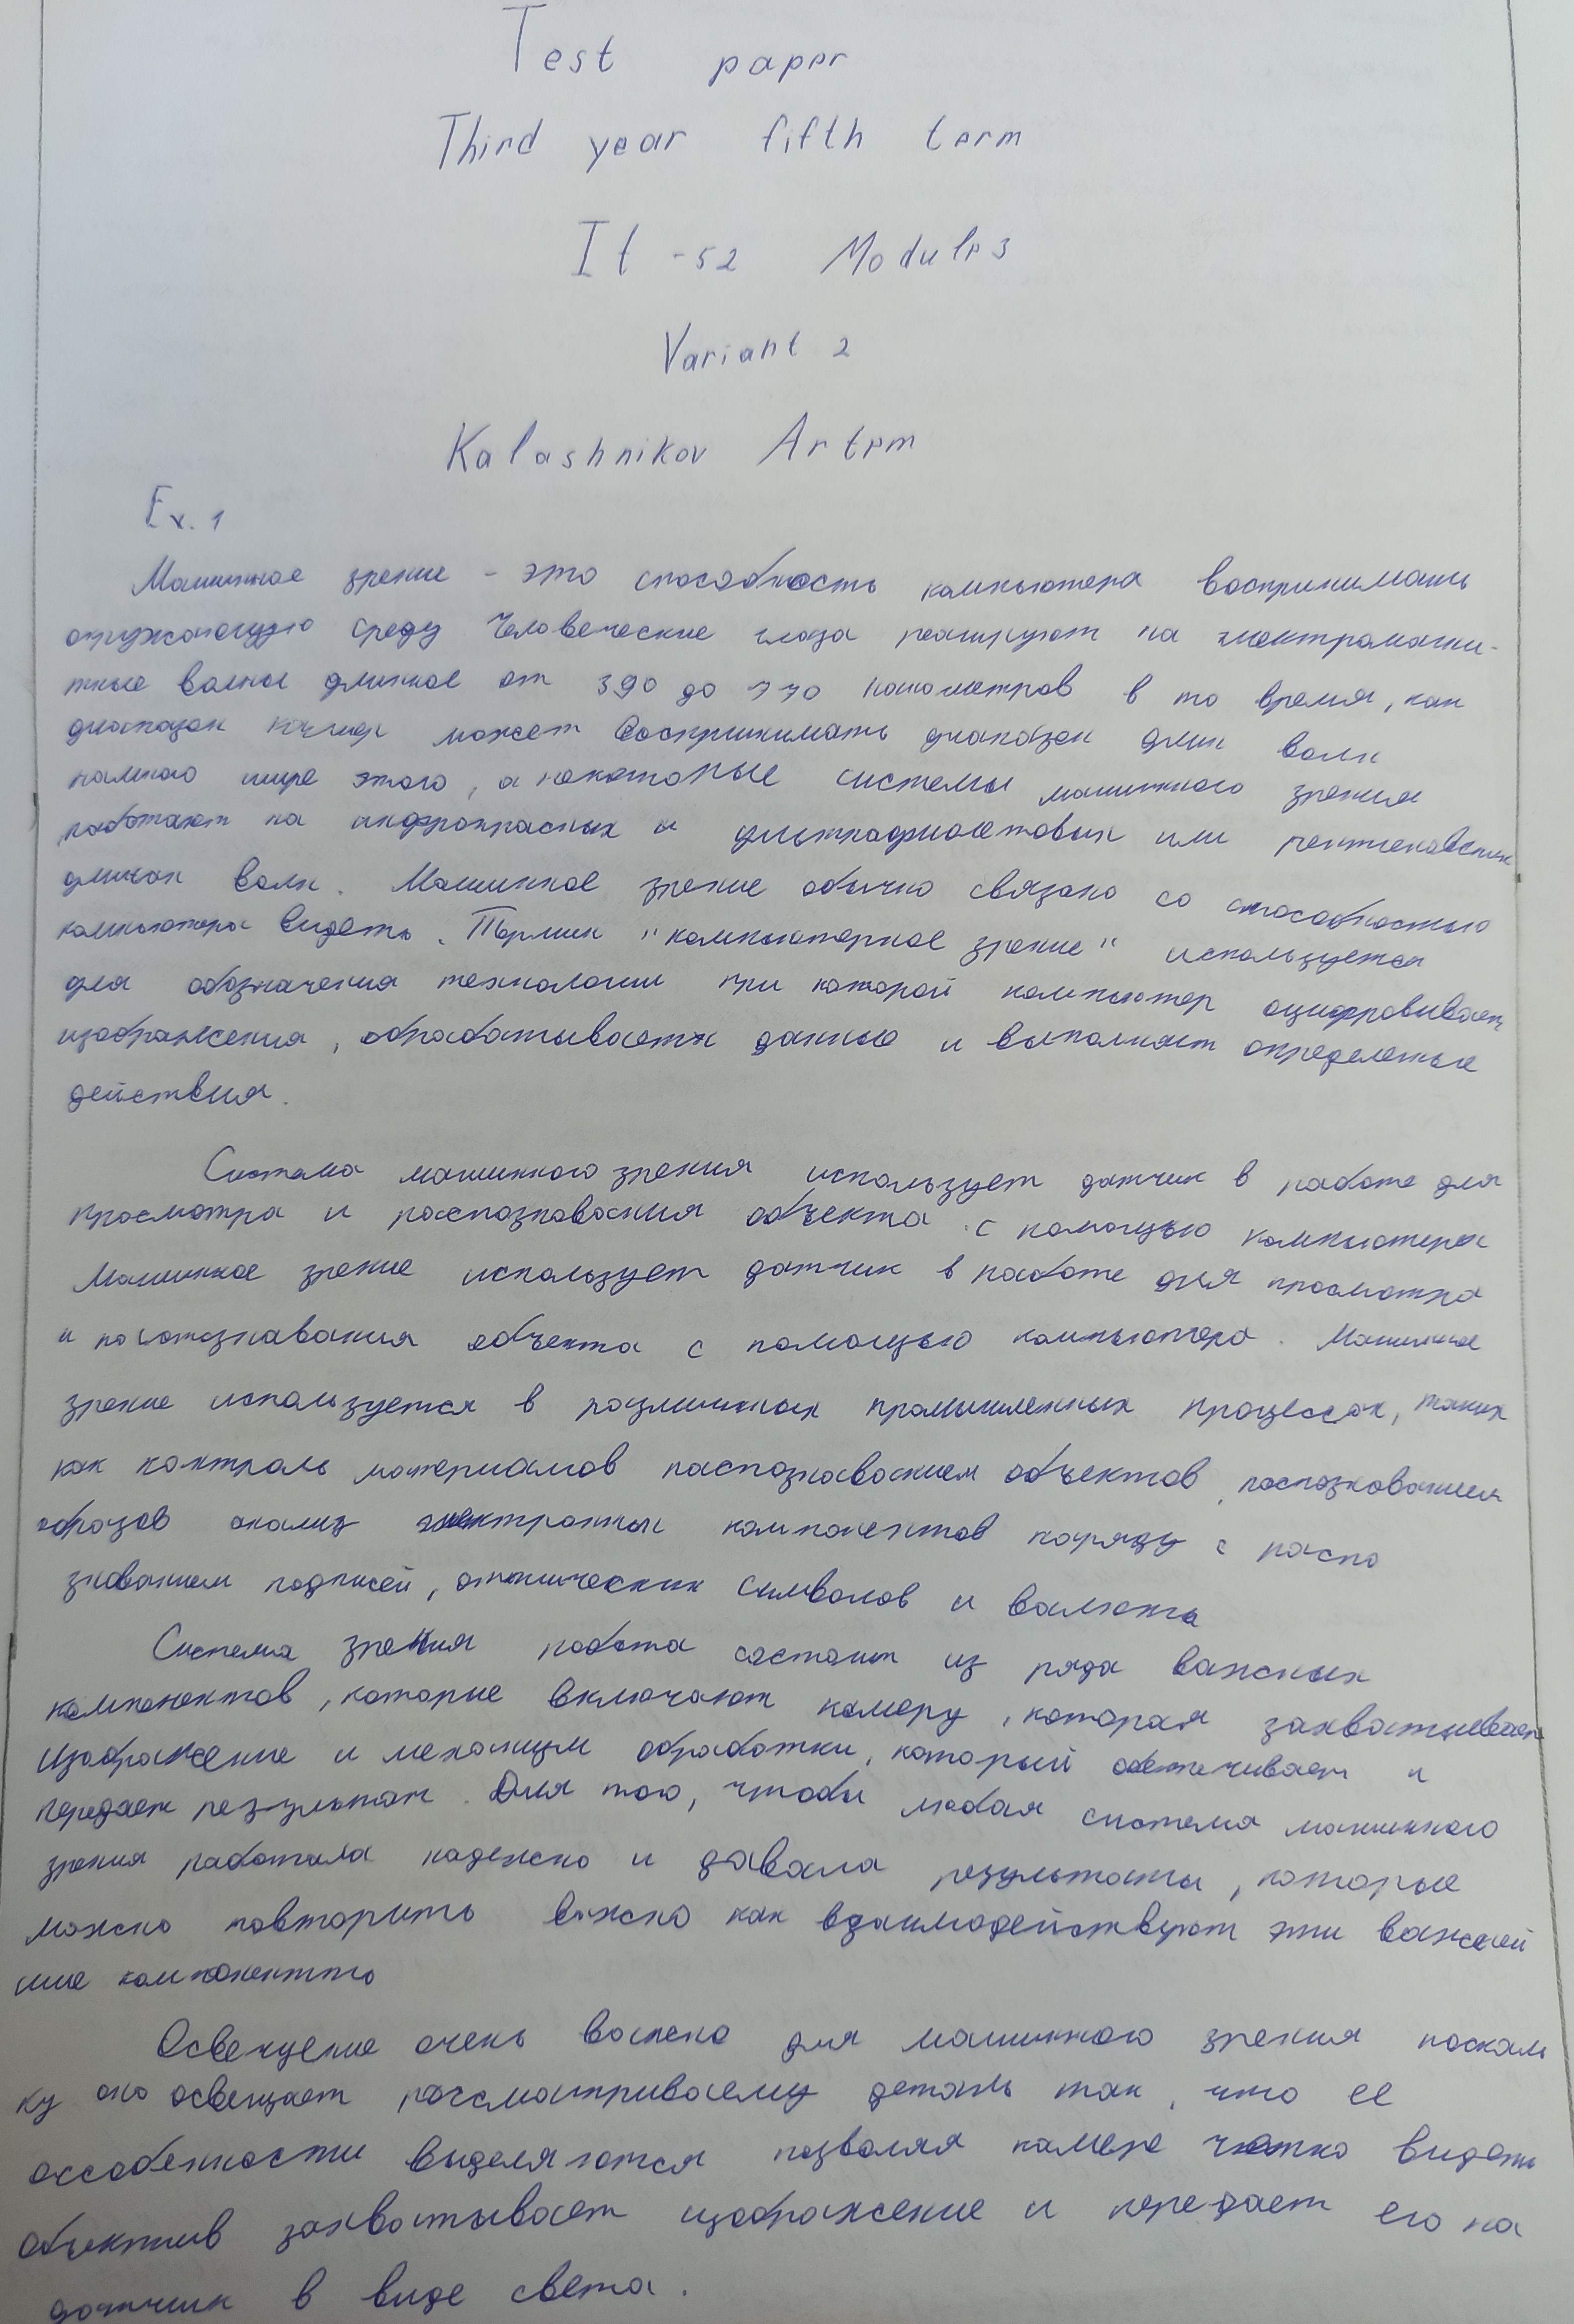 Test paper
Third year fifth term
It - 52 Module 3
Variant 2
Kalashnikov Artem
Ex. 1
Машинное зрение - это способность компьютера воспринимать
окружающую среду Человеческие глаза реагируют на электромагни-
тные волны длиной от 390 до 770 нанометров в то время, как
диапазон камер может воспринимать диапазон длин волн
намного шире этого, а некоторые системы машинного зрения
работают на инфракрасных и ультрафиолетовых или рентгеновских
длинах волн. Машинное зрение обычно связано со способностью
компьютера видеть. Термин "компьютерное зрение" используется
для обозначения технологии при которой компьютер оцифровывает
изображения, обрабатывает данные и выполняет определенные
действия.
Система машинного зрения использует датчик в работе для
просмотра и распознавания объекта с помощью компьютера
Машинное зрение использует датчик в работе для просмотра
и распознавания объекта с помощью компьютера. Машинное
зрение используется в различных промышленных процессах, таких
как контроль материалов распознаванием объектов, распознаванием
образов анализ электронных компонентов наряду с распо
знаванием подписей, оптических символов и валюты
Система зрения робота состоит из ряда важных
компонентов, которые включают камеру, которая захватывает
изображение и механизм обработки, который обеспечивает и
передает результат. Для того, чтобы любая система машинного
зрения работала надежно и давала результаты, которые
можно повторить важно как взаимодействуют эти важней
шие компоненты
Освещение очень важно для машинного зрения посколь
ку оно освещает рассматриваемую деталь так, что ее
особенности выделяются позволяя камере четко видеть
объектив захватывает изображение и передает его на
датчик в виде света.